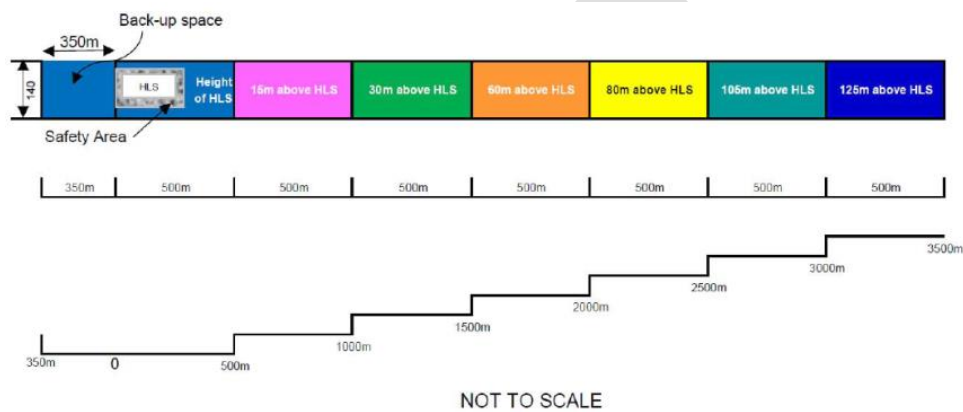 Back-up space
350m
140
HLS
Height
of HLS
15m above HLS
30m above HLS
60m above HLS
80m above HLS
105m above HLS
125m above HLS
Safety Area
350m
500m
500m
500m
500m
500m
500m
500m
3500m
3000m
2500m
2000m
1500m
1000m
350m
0
500m
NOT TO SCALE